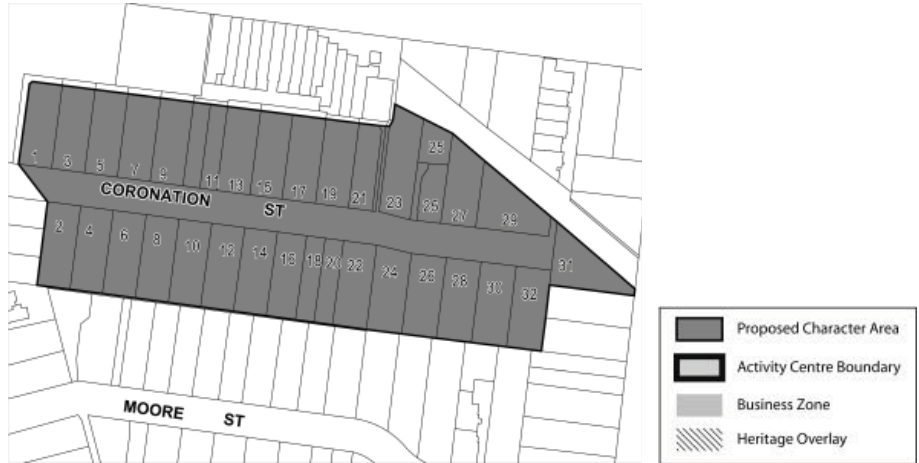 25
1 3 5 7 9 11 13 15 17 19 21 23 25 27 29
CORONATION ST
31
2 4 6 8 10 12 14 16 18 20 22 24 26 28 30 32
MOORE ST
Proposed Character Area
Activity Centre Boundary
Business Zone
Heritage Overlay